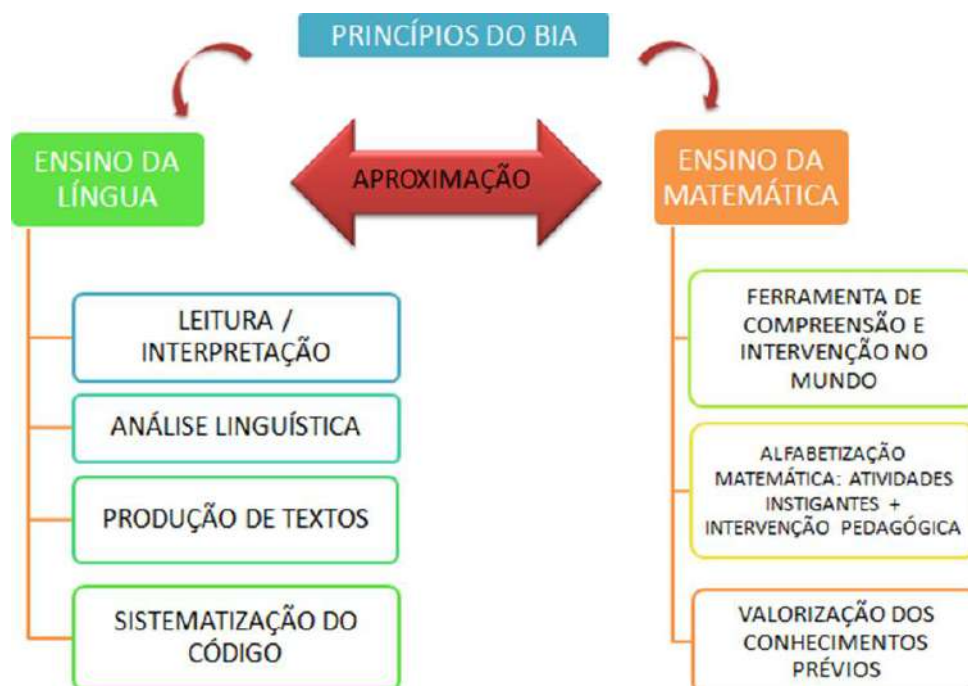 PRINCÍPIOS DO BIA
ENSINO DA
LÍNGUA
APROXIMAÇÃO
ENSINO DA
MATEMÁTICA
LEITURA /
INTERPRETAÇÃO
ANÁLISE LINGUÍSTICA
PRODUÇÃO DE TEXTOS
SISTEMATIZAÇÃO DO
CÓDIGO
FERRAMENTA DE
COMPREENSÃO E
INTERVENÇÃO NO
MUNDO
ALFABETIZAÇÃO
MATEMÁTICA: ATIVIDADES
INSTIGANTES +
INTERVENÇÃO PEDAGÓGICA
VALORIZAÇÃO DOS
CONHECIMENTOS
PRÉVIOS